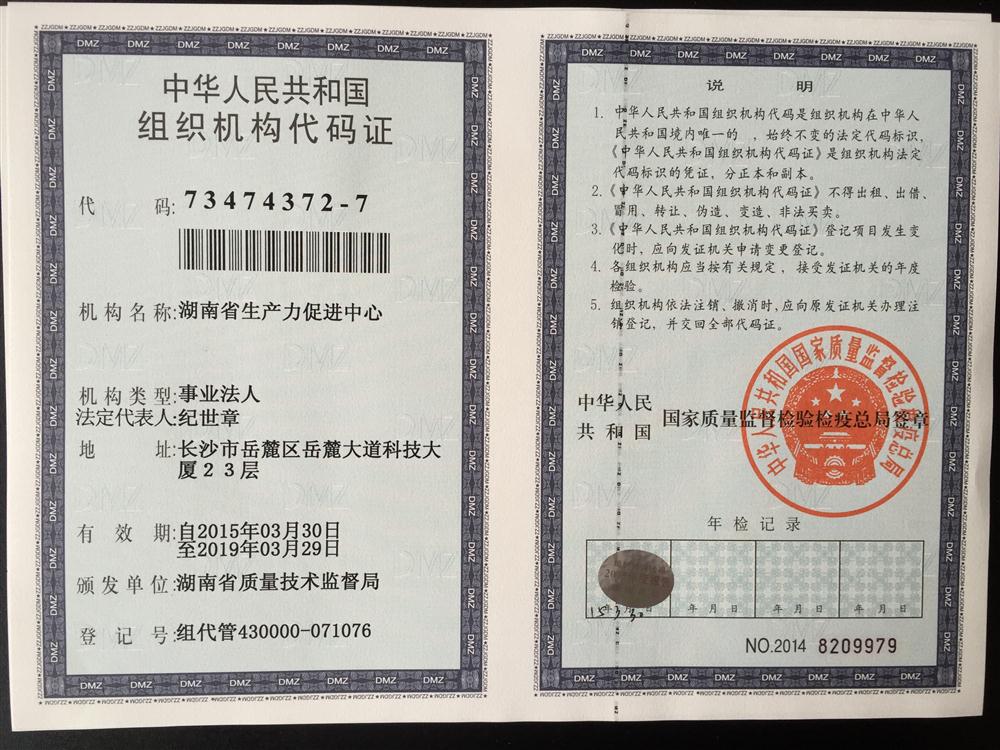 中华人民共和国
组织机构代码证
代 码:73474372-7
机构名称:湖南省生产力促进中心
机构类型:事业法人
法定代表人:纪世章
地 址:长沙市岳麓区岳麓大道科技大
厦23层
有 效 期:自2015年03月30日
至2019年03月29日
颁发单位:湖南省质量技术监督局
登 记 号:组代管430000-071076
说 明
1. 中华人民共和国组织机构代码是组织机构在中华人
民共和国境内唯一的 、始终不变的法定代码标识，
《中华人民共和国组织机构代码证》是组织机构法定
代码标识的凭证，分正本和副本。
2.《中华人民共和国组织机构代码证》不得出租、出借、
冒用、转让、伪造、变造、非法买卖。
3.《中华人民共和国组织机构代码证》登记项目发生变
化时，应向发证机关申请变更登记。
4. 各组织机构应当按有关规定，接受发证机关的年度
检验。
5. 组织机构依法注销、撤消时，应向原发证机关办理注
销登记，并交回全部代码证。
中华人民
共和国
国家质量监督检验检疫总局签章
中华人民共和国国家质量监督检验检疫总局
年检记录
年 月 日 年 月 日 年 月 日 年 月 日
15 3 30
NO.2014 8209979